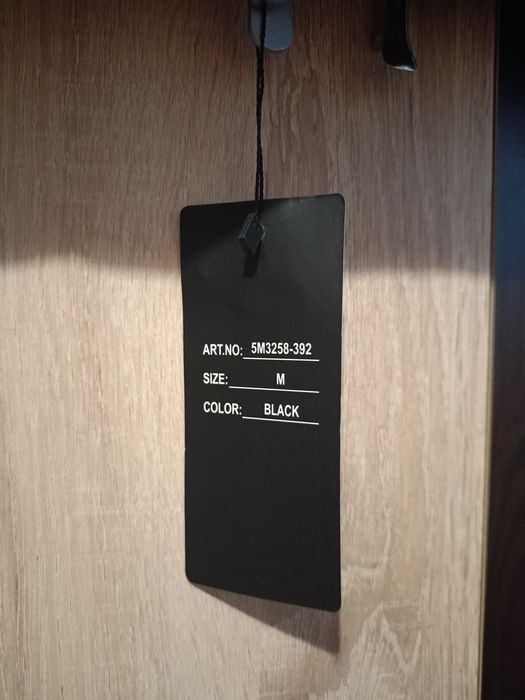 ART.NO: 5M3258-392
SIZE: M
COLOR: BLACK